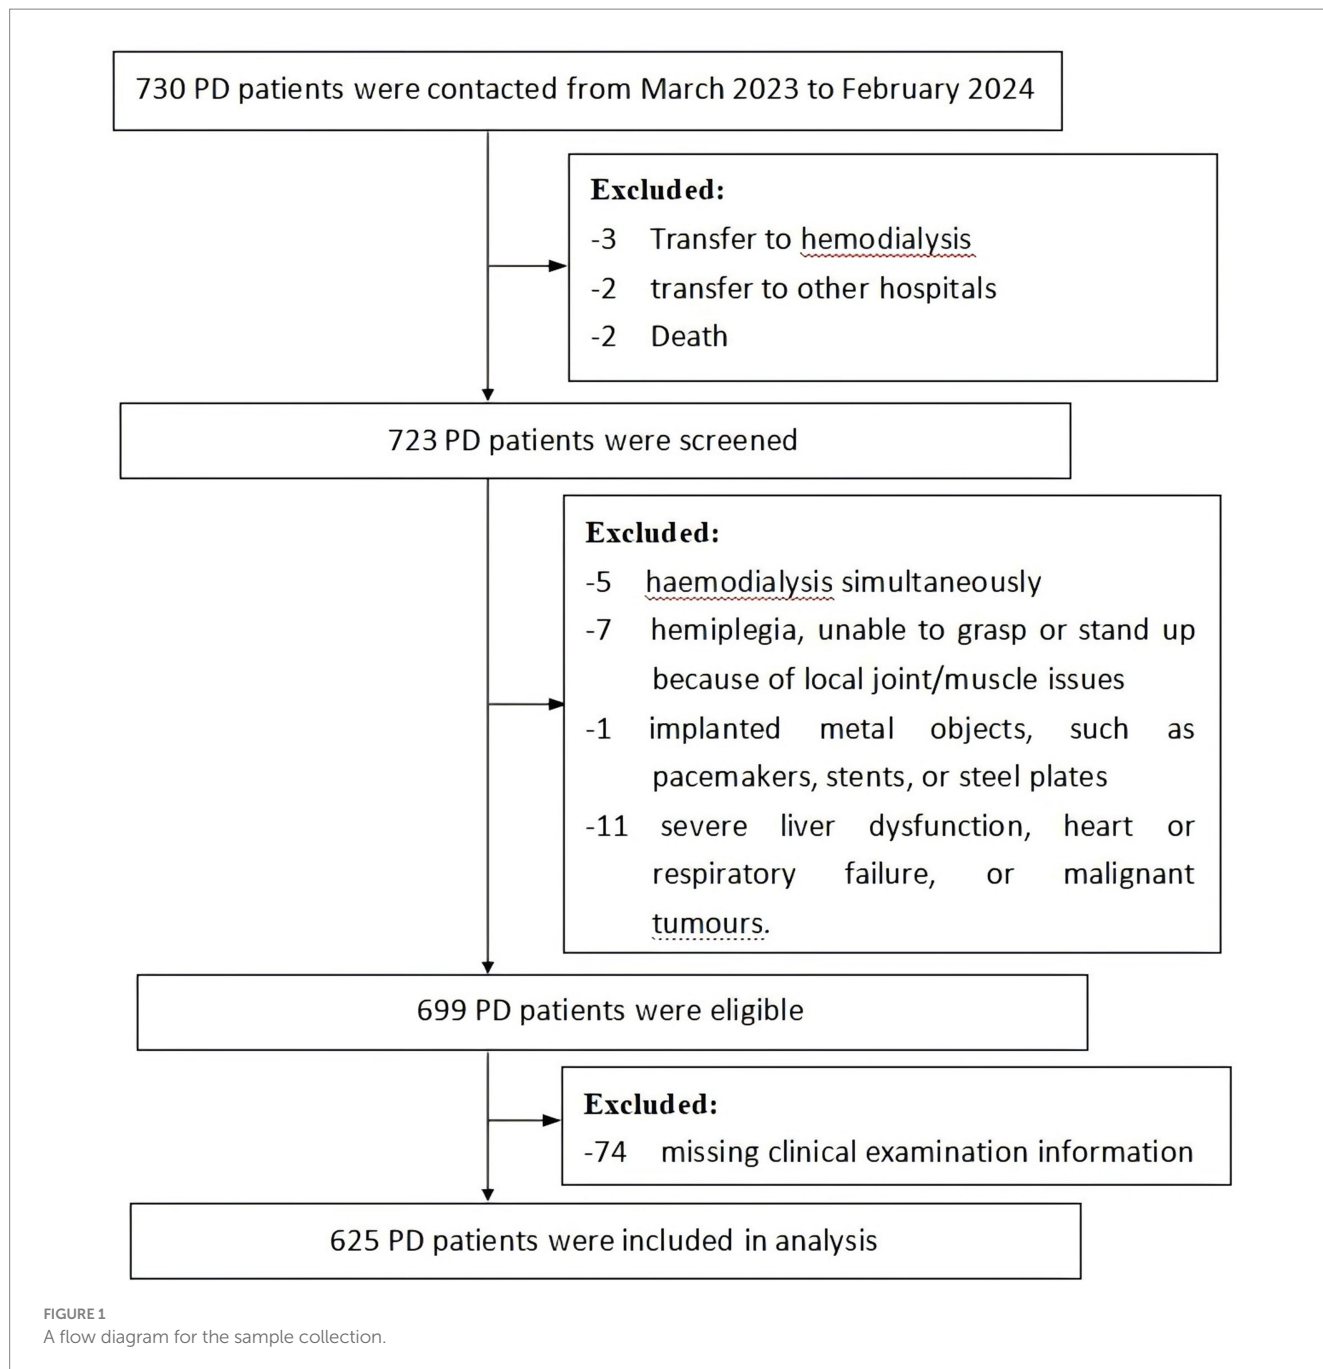 730 PD patients were contacted from March 2023 to February 2024
Excluded:
-3 Transfer to hemodialysis
-2 transfer to other hospitals
-2 Death
723 PD patients were screened
Excluded:
-5 haemodialysis simultaneously
-7 hemiplegia, unable to grasp or stand up
because of local joint/muscle issues
-1 implanted metal objects, such as
pacemakers, stents, or steel plates
-11 severe liver dysfunction, heart or
respiratory failure, or malignant
tumours.
699 PD patients were eligible
Excluded:
-74 missing clinical examination information
625 PD patients were included in analysis
FIGURE 1
A flow diagram for the sample collection.